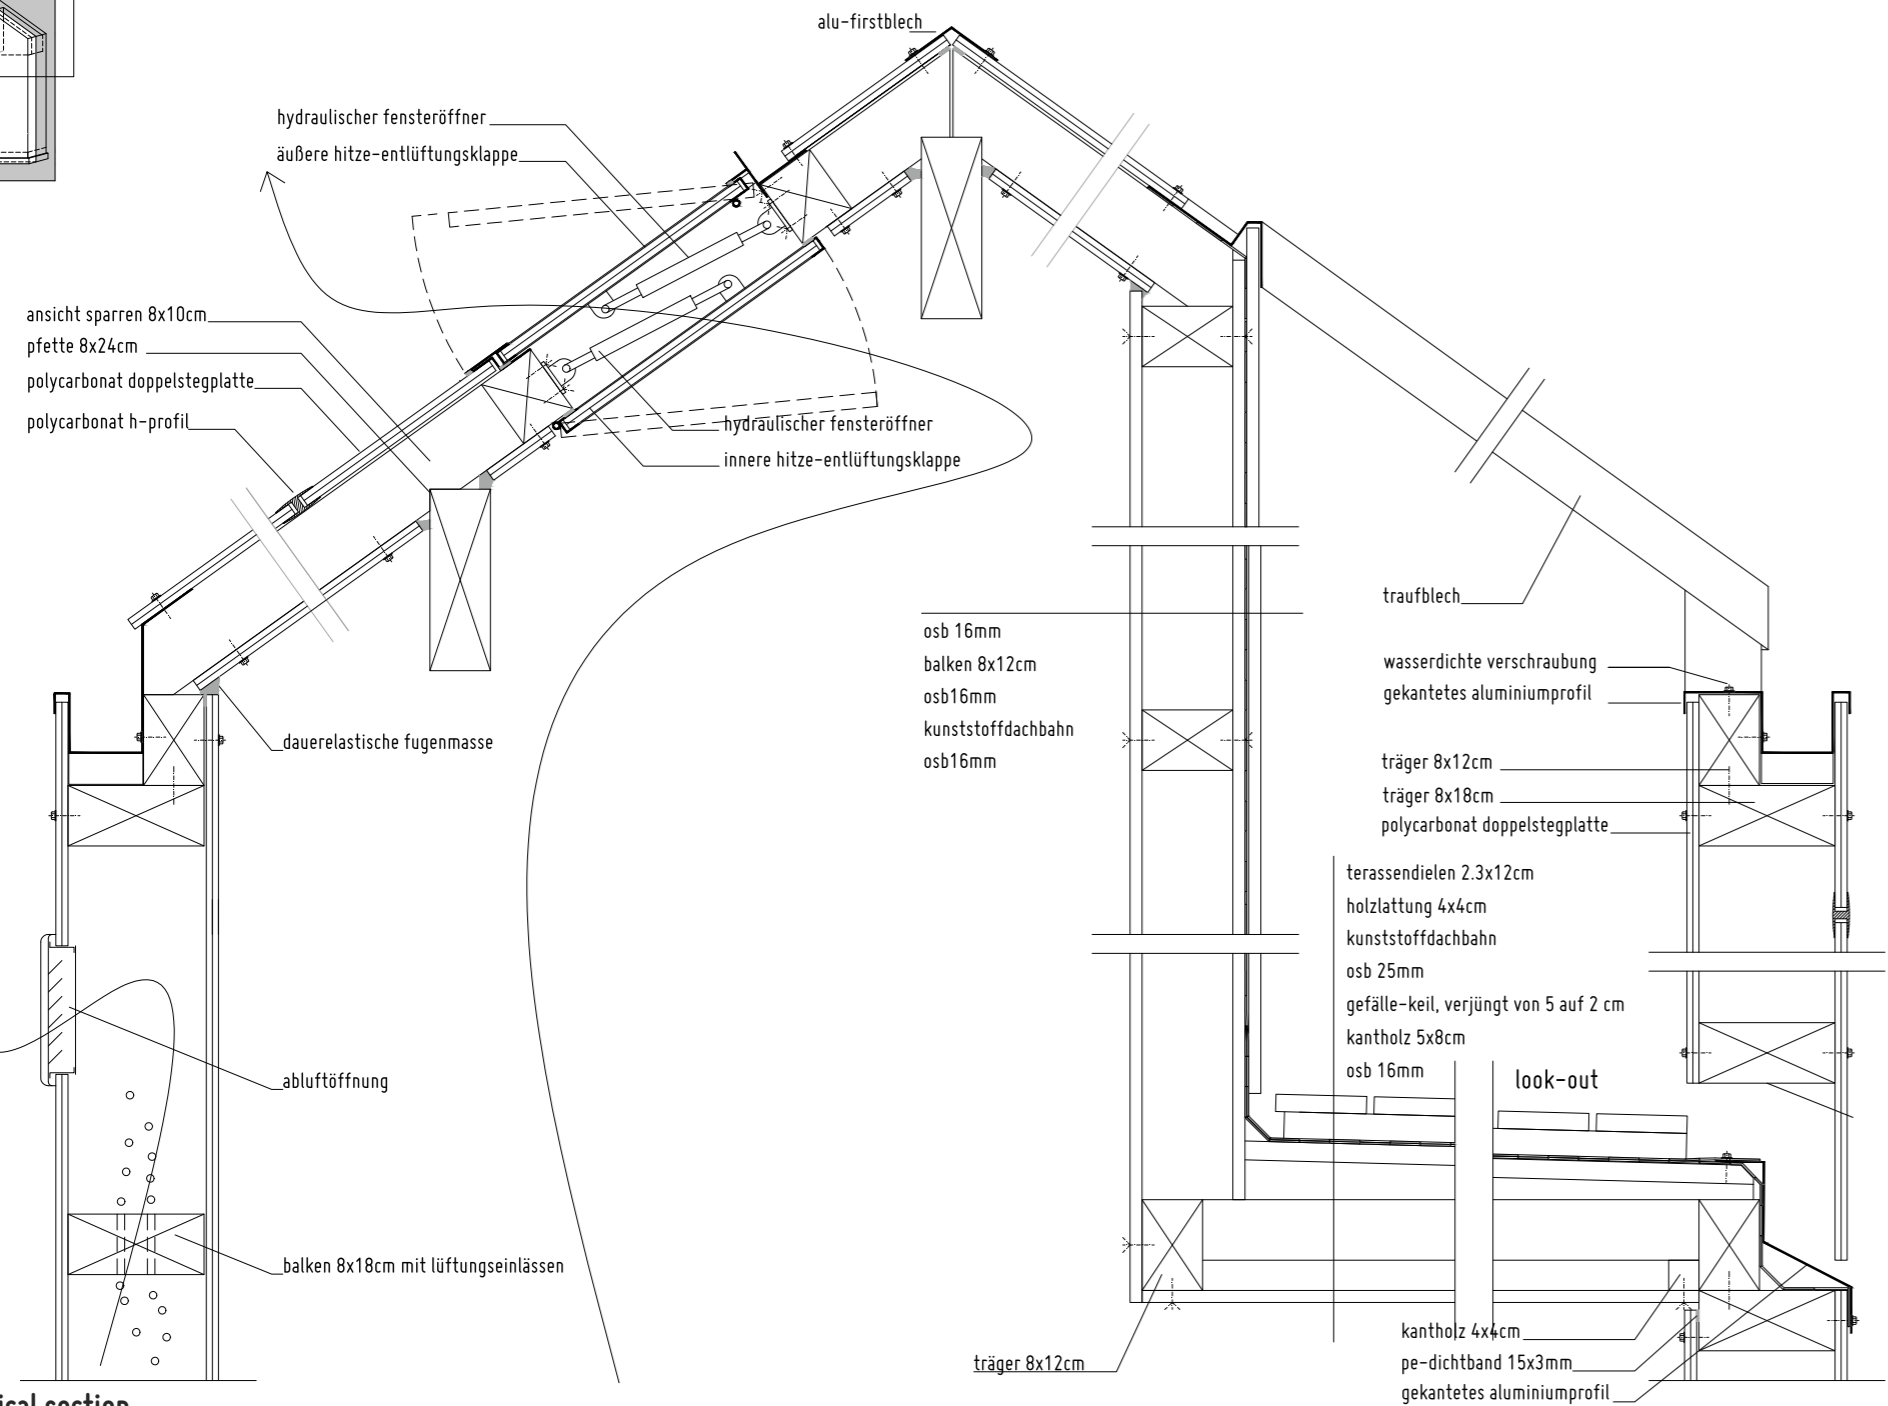 alu-firstblech
hydraulischer fensteröffner
äußere hitze-entlüftungsklappe
ansicht sparren 8x10cm
pfette 8x24cm
polycarbonat doppelstegplatte
polycarbonat h-profil
hydraulischer fensteröffner
innere hitze-entlüftungsklappe
dauerelastische fugenmasse
abluftöffnung
balken 8x18cm mit lüftungseinlässen
osb 16mm
balken 8x12cm
osb16mm
kunststoffdachbahn
osb16mm
traufblech
wasserdichte verschraubung
gekantetes aluminiumprofil
träger 8x12cm
träger 8x18cm
polycarbonat doppelstegplatte
terassendielen 2.3x12cm
holzlattung 4x4cm
kunststoffdachbahn
osb 25mm
gefälle-keil, verjüngt von 5 auf 2 cm
kantholz 5x8cm
osb 16mm
look-out
träger 8x12cm
kantholz 4x4cm
pe-dichtband 15x3mm
gekantetes aluminiumprofil
section